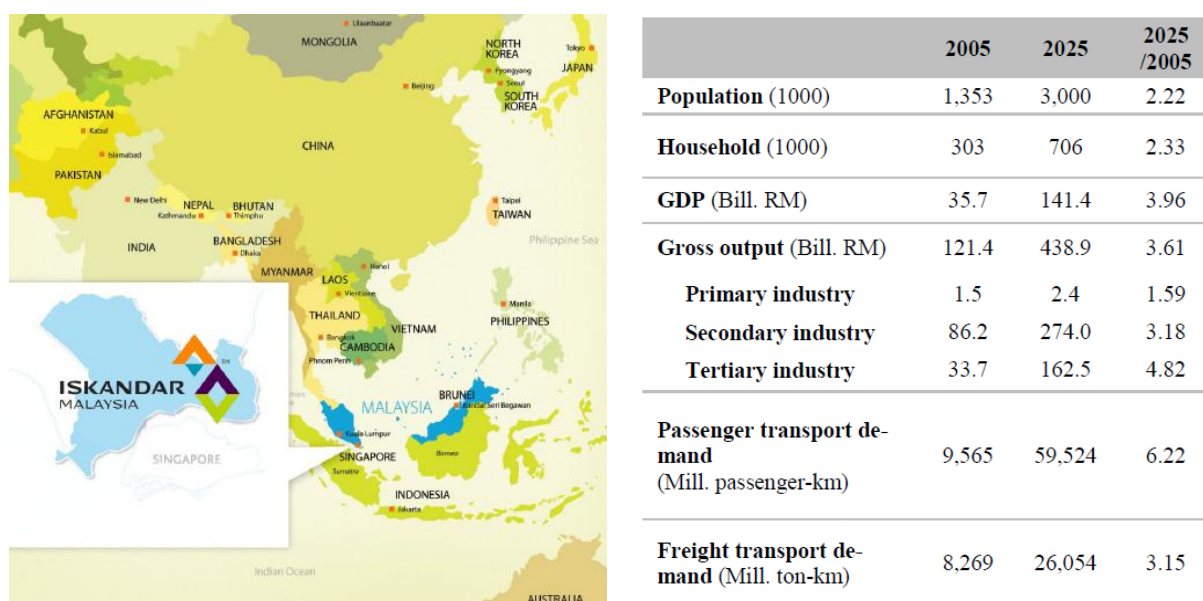 Ulaanbaatar
MONGOLIA
NORTH
KOREA
Tokyo
Pyongyang
JAPAN
Beijing
Seoul
SOUTH
KOREA
AFGHANISTAN
Kabul
CHINA
Islamabad
PAKISTAN
New Delhi
NEPAL
BHUTAN
Kathmandu
Thimphu
Taipei
TAIWAN
BANGLADESH
INDIA
Dhaka
Philippine Sea
MYANMAR
Hanoi
LAOS
Vientiane
Manila
THAILAND
VIETNAM
PHILIPPINES
Bangkok
CAMBODIA
Phnom Penh
BRUNEI
MALAYSIA
Bandar Seri Begawan
Kuala Lumpur
SINGAPORE
Borneo
Sumatra
INDONESIA
Jakarta
Indian Ocean
AUSTRALIA
ISKANDAR
TM
MALAYSIA
SINGAPORE
2005 2025 2025
/2005
Population (1000) 1,353 3,000 2.22
Household (1000) 303 706 2.33
GDP (Bill. RM) 35.7 141.4 3.96
Gross output (Bill. RM) 121.4 438.9 3.61
Primary industry 1.5 2.4 1.59
Secondary industry 86.2 274.0 3.18
Tertiary industry 33.7 162.5 4.82
Passenger transport de-
mand 9,565 59,524 6.22
(Mill. passenger-km)
Freight transport de-
mand (Mill. ton-km) 8,269 26,054 3.15